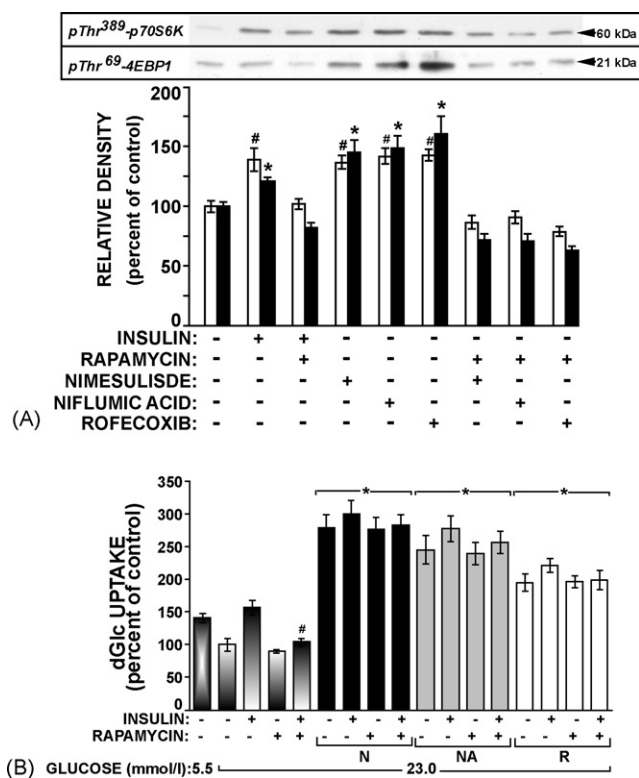 pThr389-p70S6K 60 kDa
pThr69-4EBP1 21 kDa
RELATIVE DENSITY
(percent of control)
200
150
100
75
50
25
0
# * # * # * # *
INSULIN: - + + - - - - - -
RAPAMYCIN: - - + - - - + + +
NIMESULISDE: - - - + - - + - -
NIFLUMIC ACID: - - - - + - - + -
ROFECOXIB: - - - - - + - - +
(A)
dGlc UPTAKE
(percent of control)
350
300
250
200
150
100
50
0
* * *
#
INSULIN: - - + - + - + - + - + - + - + - +
RAPAMYCIN: - - - + + - - + + - - + + - - + +
N NA R
(B) GLUCOSE (mmol/l): 5.5 23.0